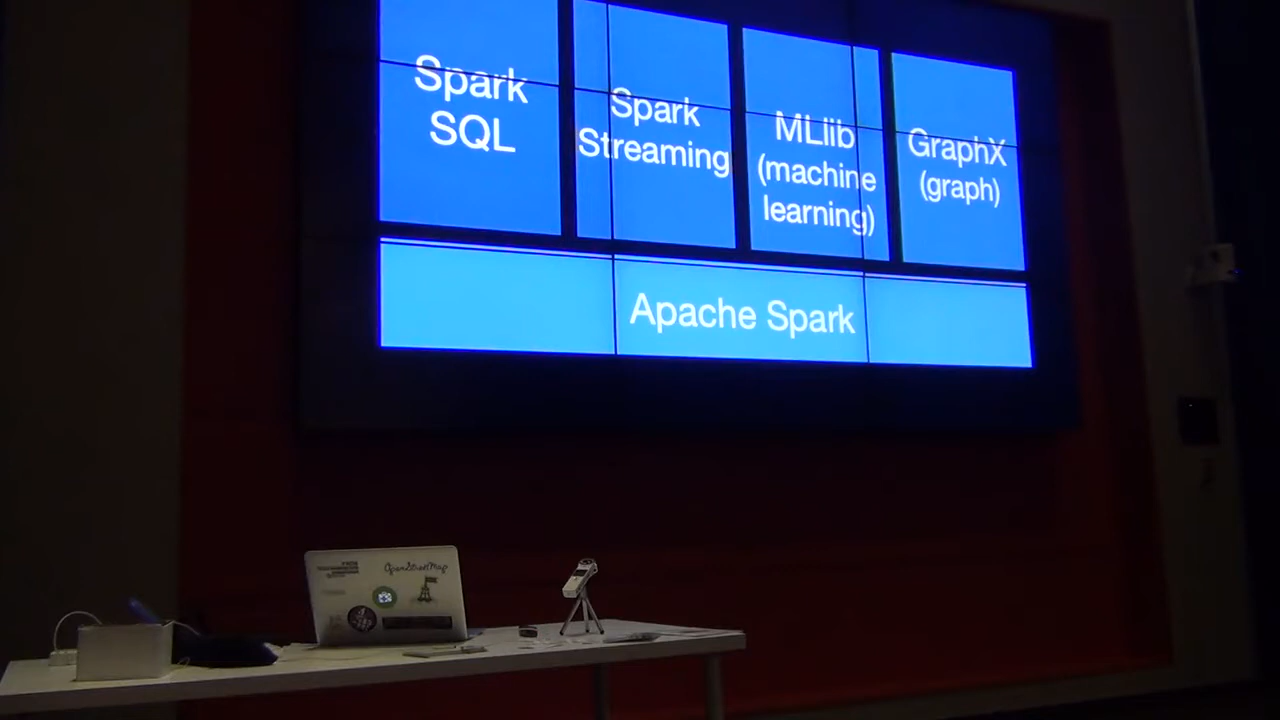 Spark
SQL
Spark
Streaming
MLlib
(machine
learning)
GraphX
(graph)
Apache Spark
OpenStreetMap